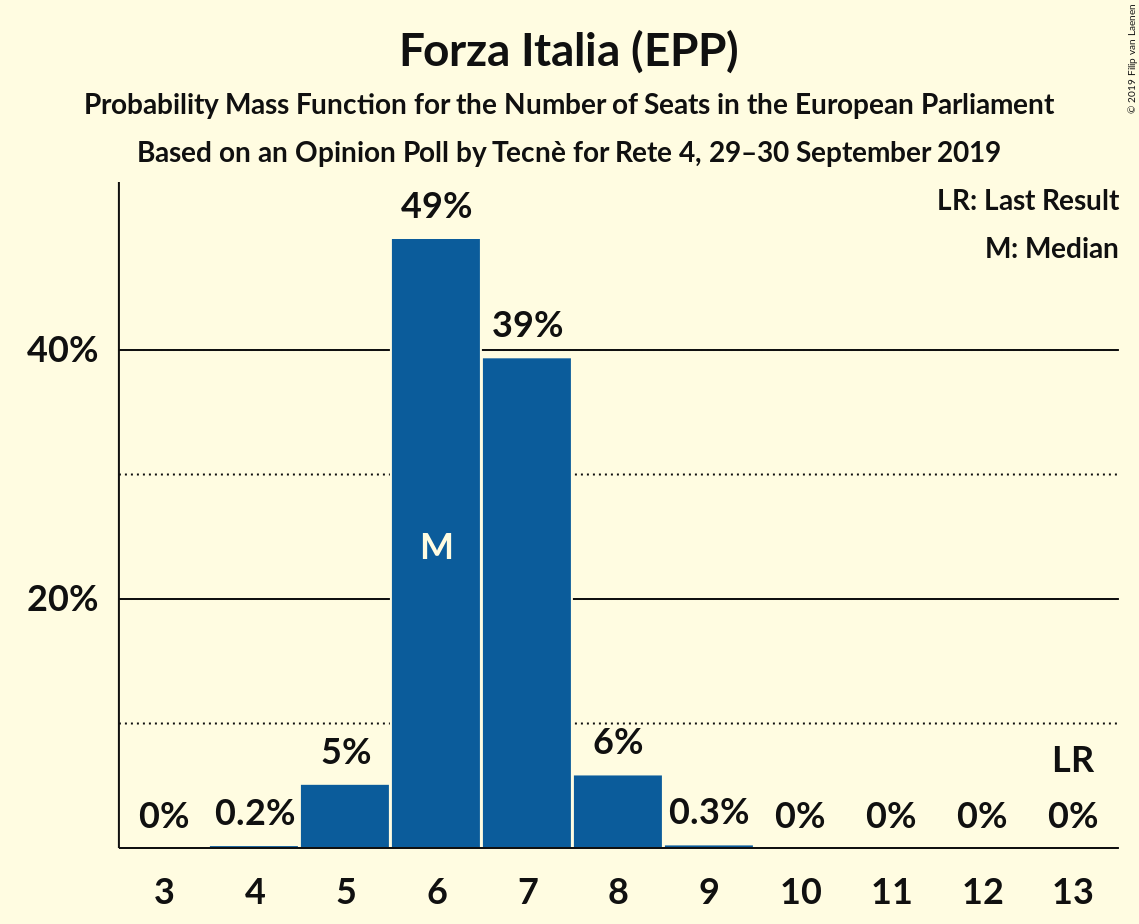 Forza Italia (EPP)
Probability Mass Function for the Number of Seats in the European Parliament
Based on an Opinion Poll by Tecnè for Rete 4, 29–30 September 2019
© 2019 Filip van Laenen
LR: Last Result
M: Median
49%
39%
40%
M
20%
5%
6%
LR
0%
0.2%
0.3%
0%
0%
0%
0%
3 4 5 6 7 8 9 10 11 12 13